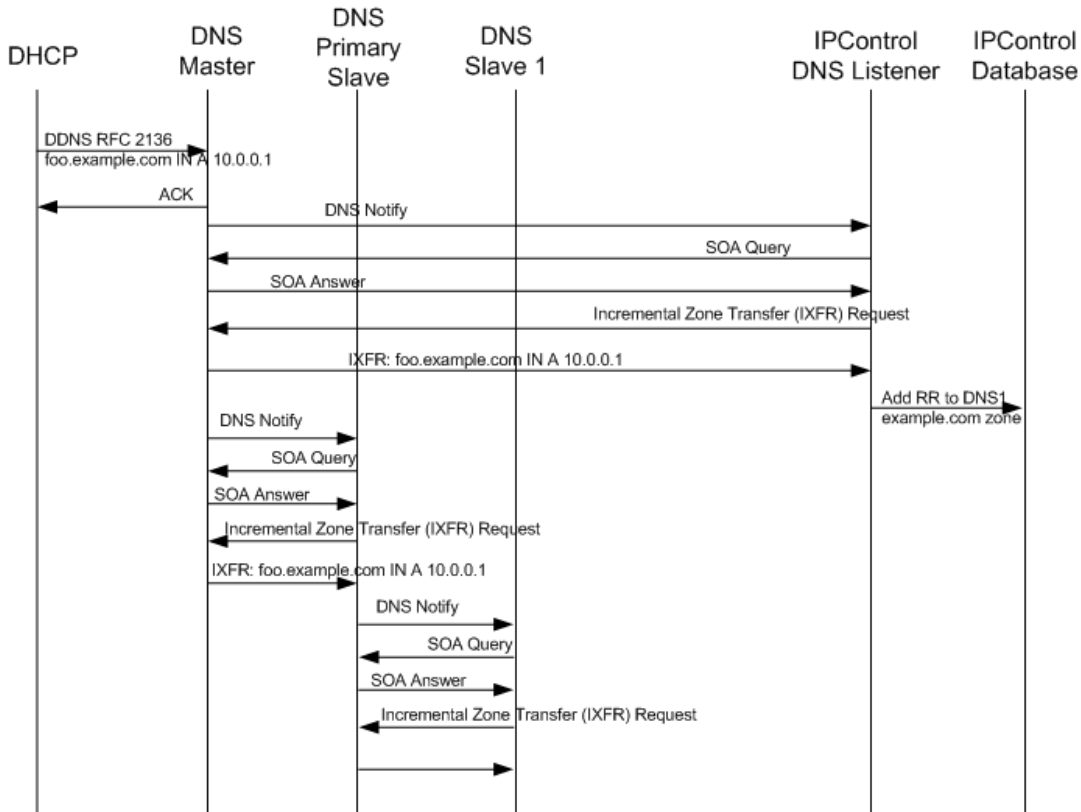 DHCP
DNS
Master
DNS
Primary
Slave
DNS
Slave 1
IPControl
DNS Listener
IPControl
Database
DDNS RFC 2136
foo.example.com IN A 10.0.0.1
ACK
DNS Notify
SOA Query
SOA Answer
Incremental Zone Transfer (IXFR) Request
IXFR: foo.example.com IN A 10.0.0.1
Add RR to DNS1
example.com zone
DNS Notify
SOA Query
SOA Answer
Incremental Zone Transfer (IXFR) Request
IXFR: foo.example.com IN A 10.0.0.1
DNS Notify
SOA Query
SOA Answer
Incremental Zone Transfer (IXFR) Request